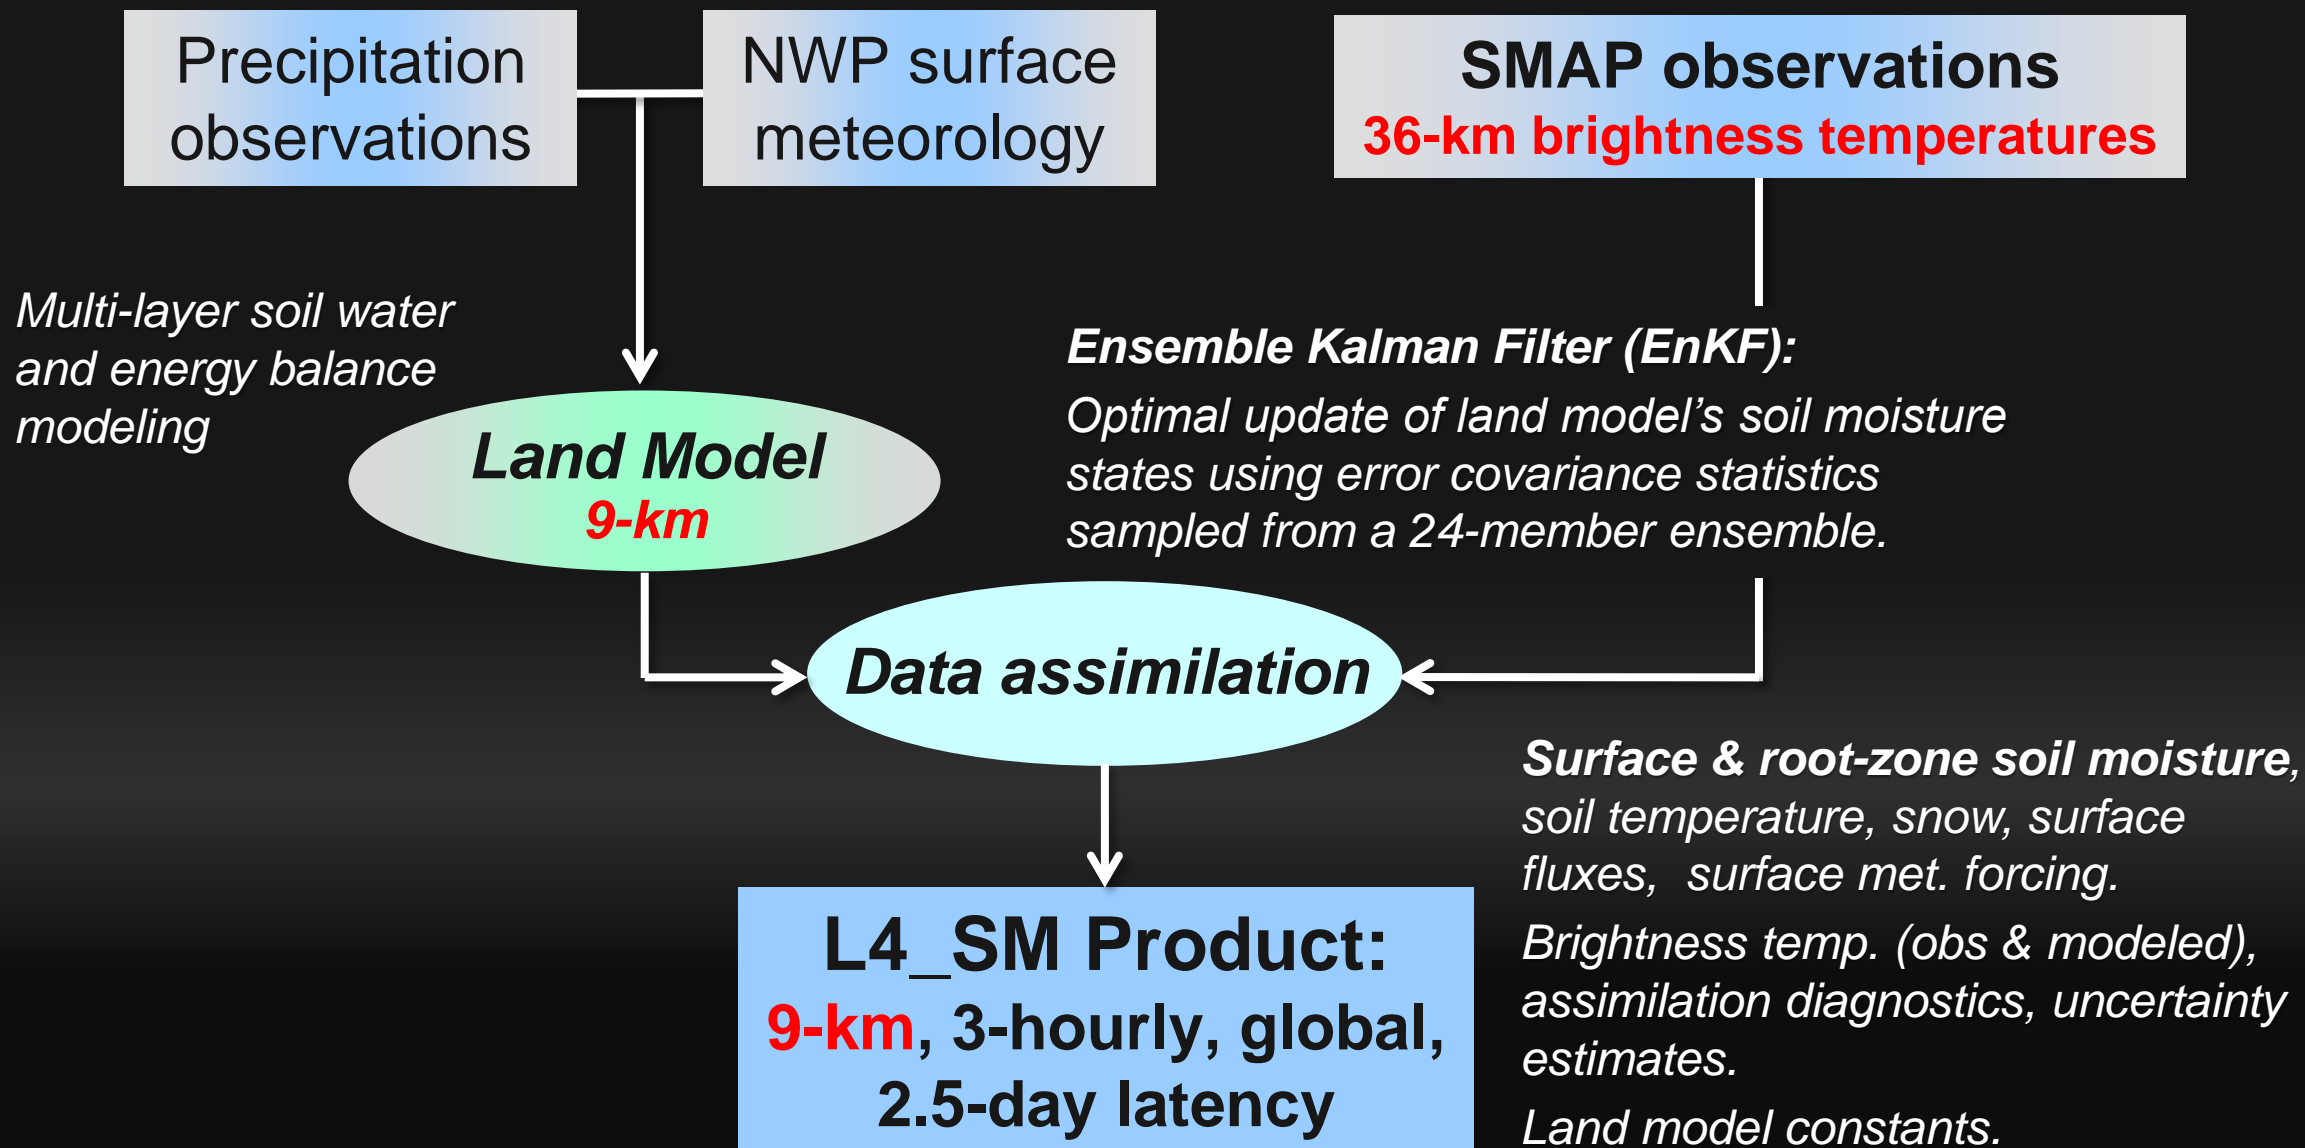 Precipitation
observations
NWP surface
meteorology
SMAP observations
36-km brightness temperatures
Multi-layer soil water
and energy balance
modeling
Land Model
9-km
Ensemble Kalman Filter (EnKF):
Optimal update of land model’s soil moisture
states using error covariance statistics
sampled from a 24-member ensemble.
Data assimilation
L4_SM Product:
9-km, 3-hourly, global,
2.5-day latency
Surface & root-zone soil moisture,
soil temperature, snow, surface
fluxes,  surface met. forcing.
Brightness temp. (obs & modeled),
assimilation diagnostics, uncertainty
estimates.
Land model constants.